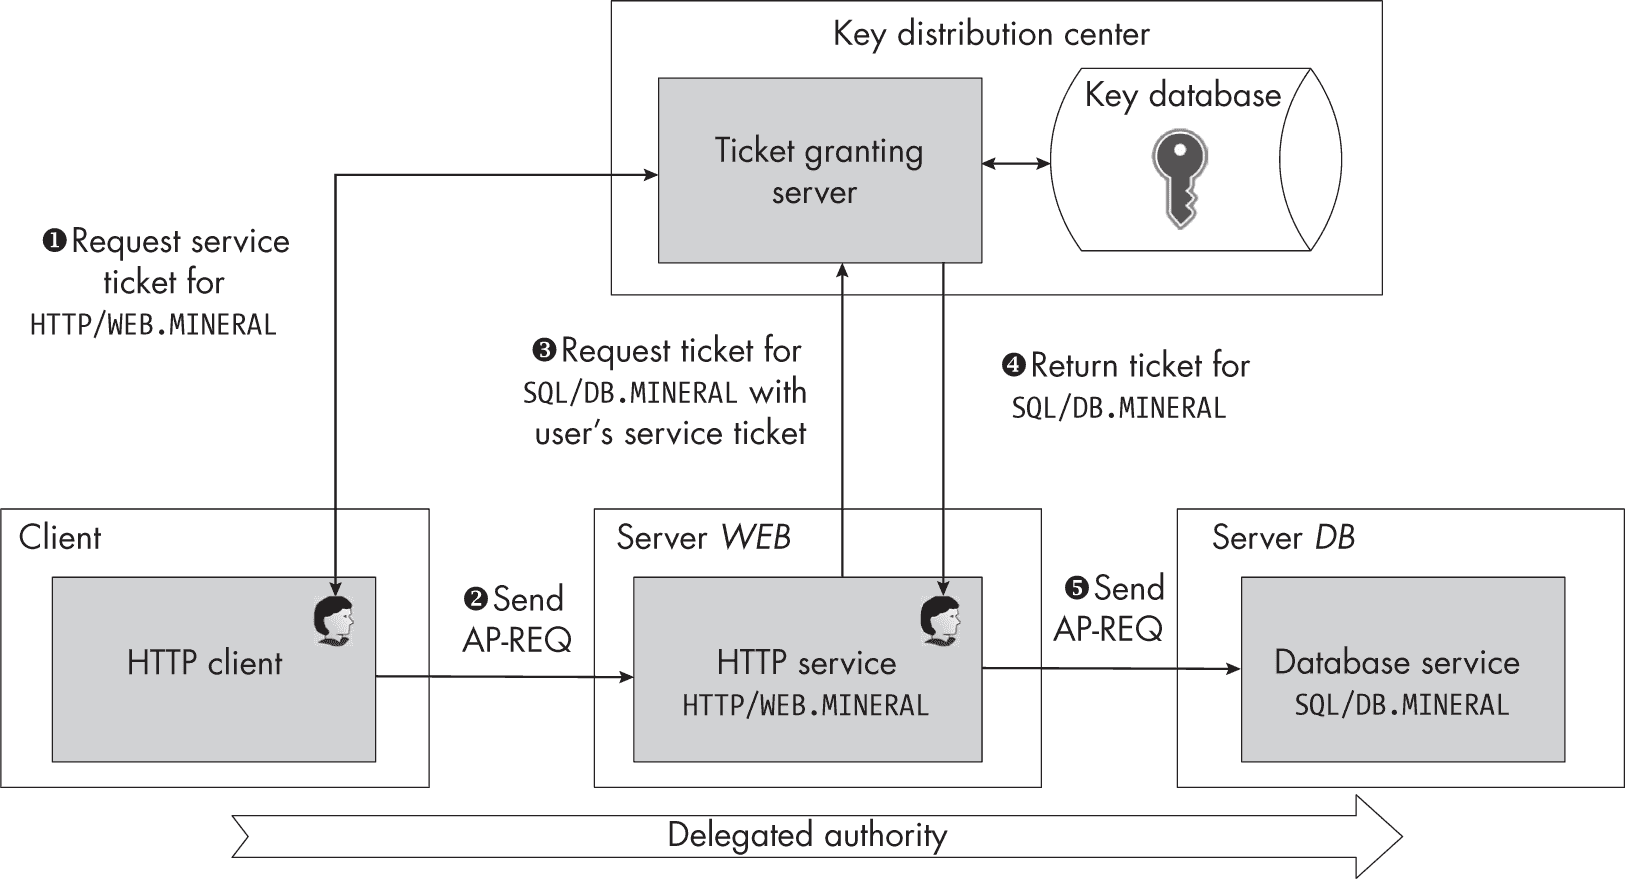 Key distribution center
Key database
Ticket granting
server
❶ Request service
ticket for
HTTP/WEB.MINERAL
❸ Request ticket for
SQL/DB.MINERAL with
user’s service ticket
❹ Return ticket for
SQL/DB.MINERAL
Client
HTTP client
❷ Send
AP-REQ
Server WEB
HTTP service
HTTP/WEB.MINERAL
❺ Send
AP-REQ
Server DB
Database service
SQL/DB.MINERAL
Delegated authority